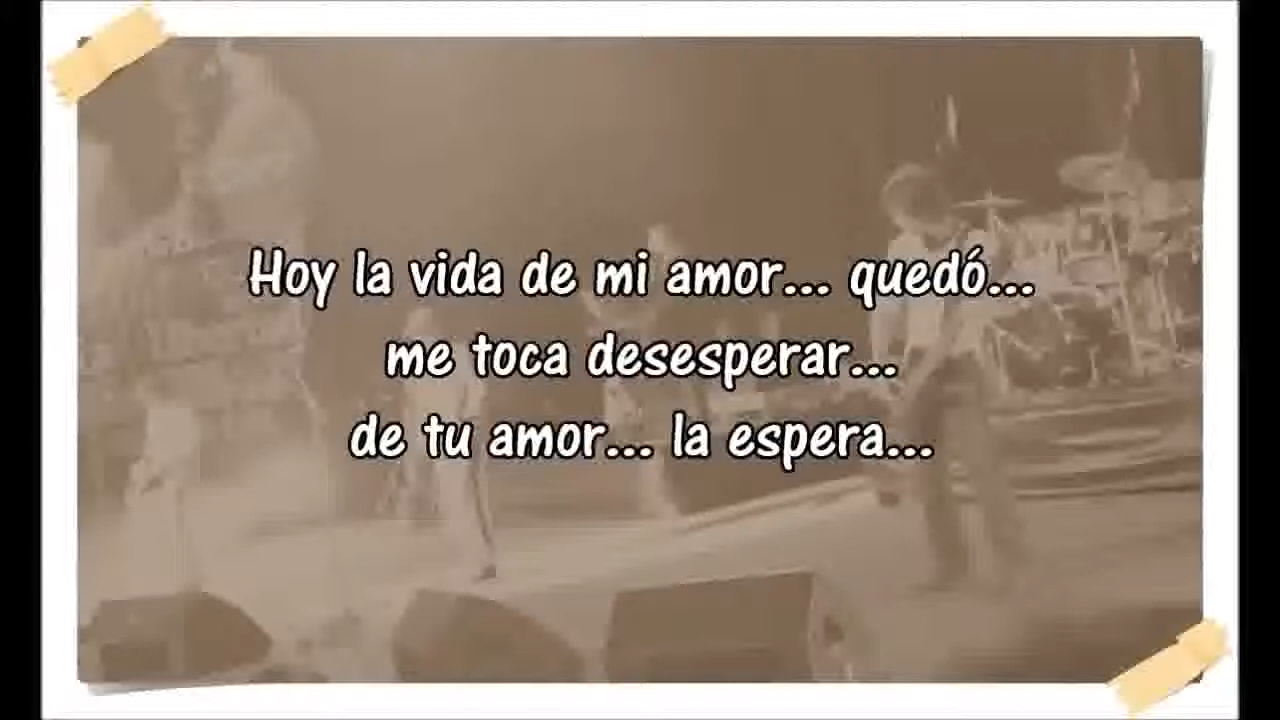 Hoy la vida de mi amor... quedó...
me toca desesperar...
de tu amor... la espera...